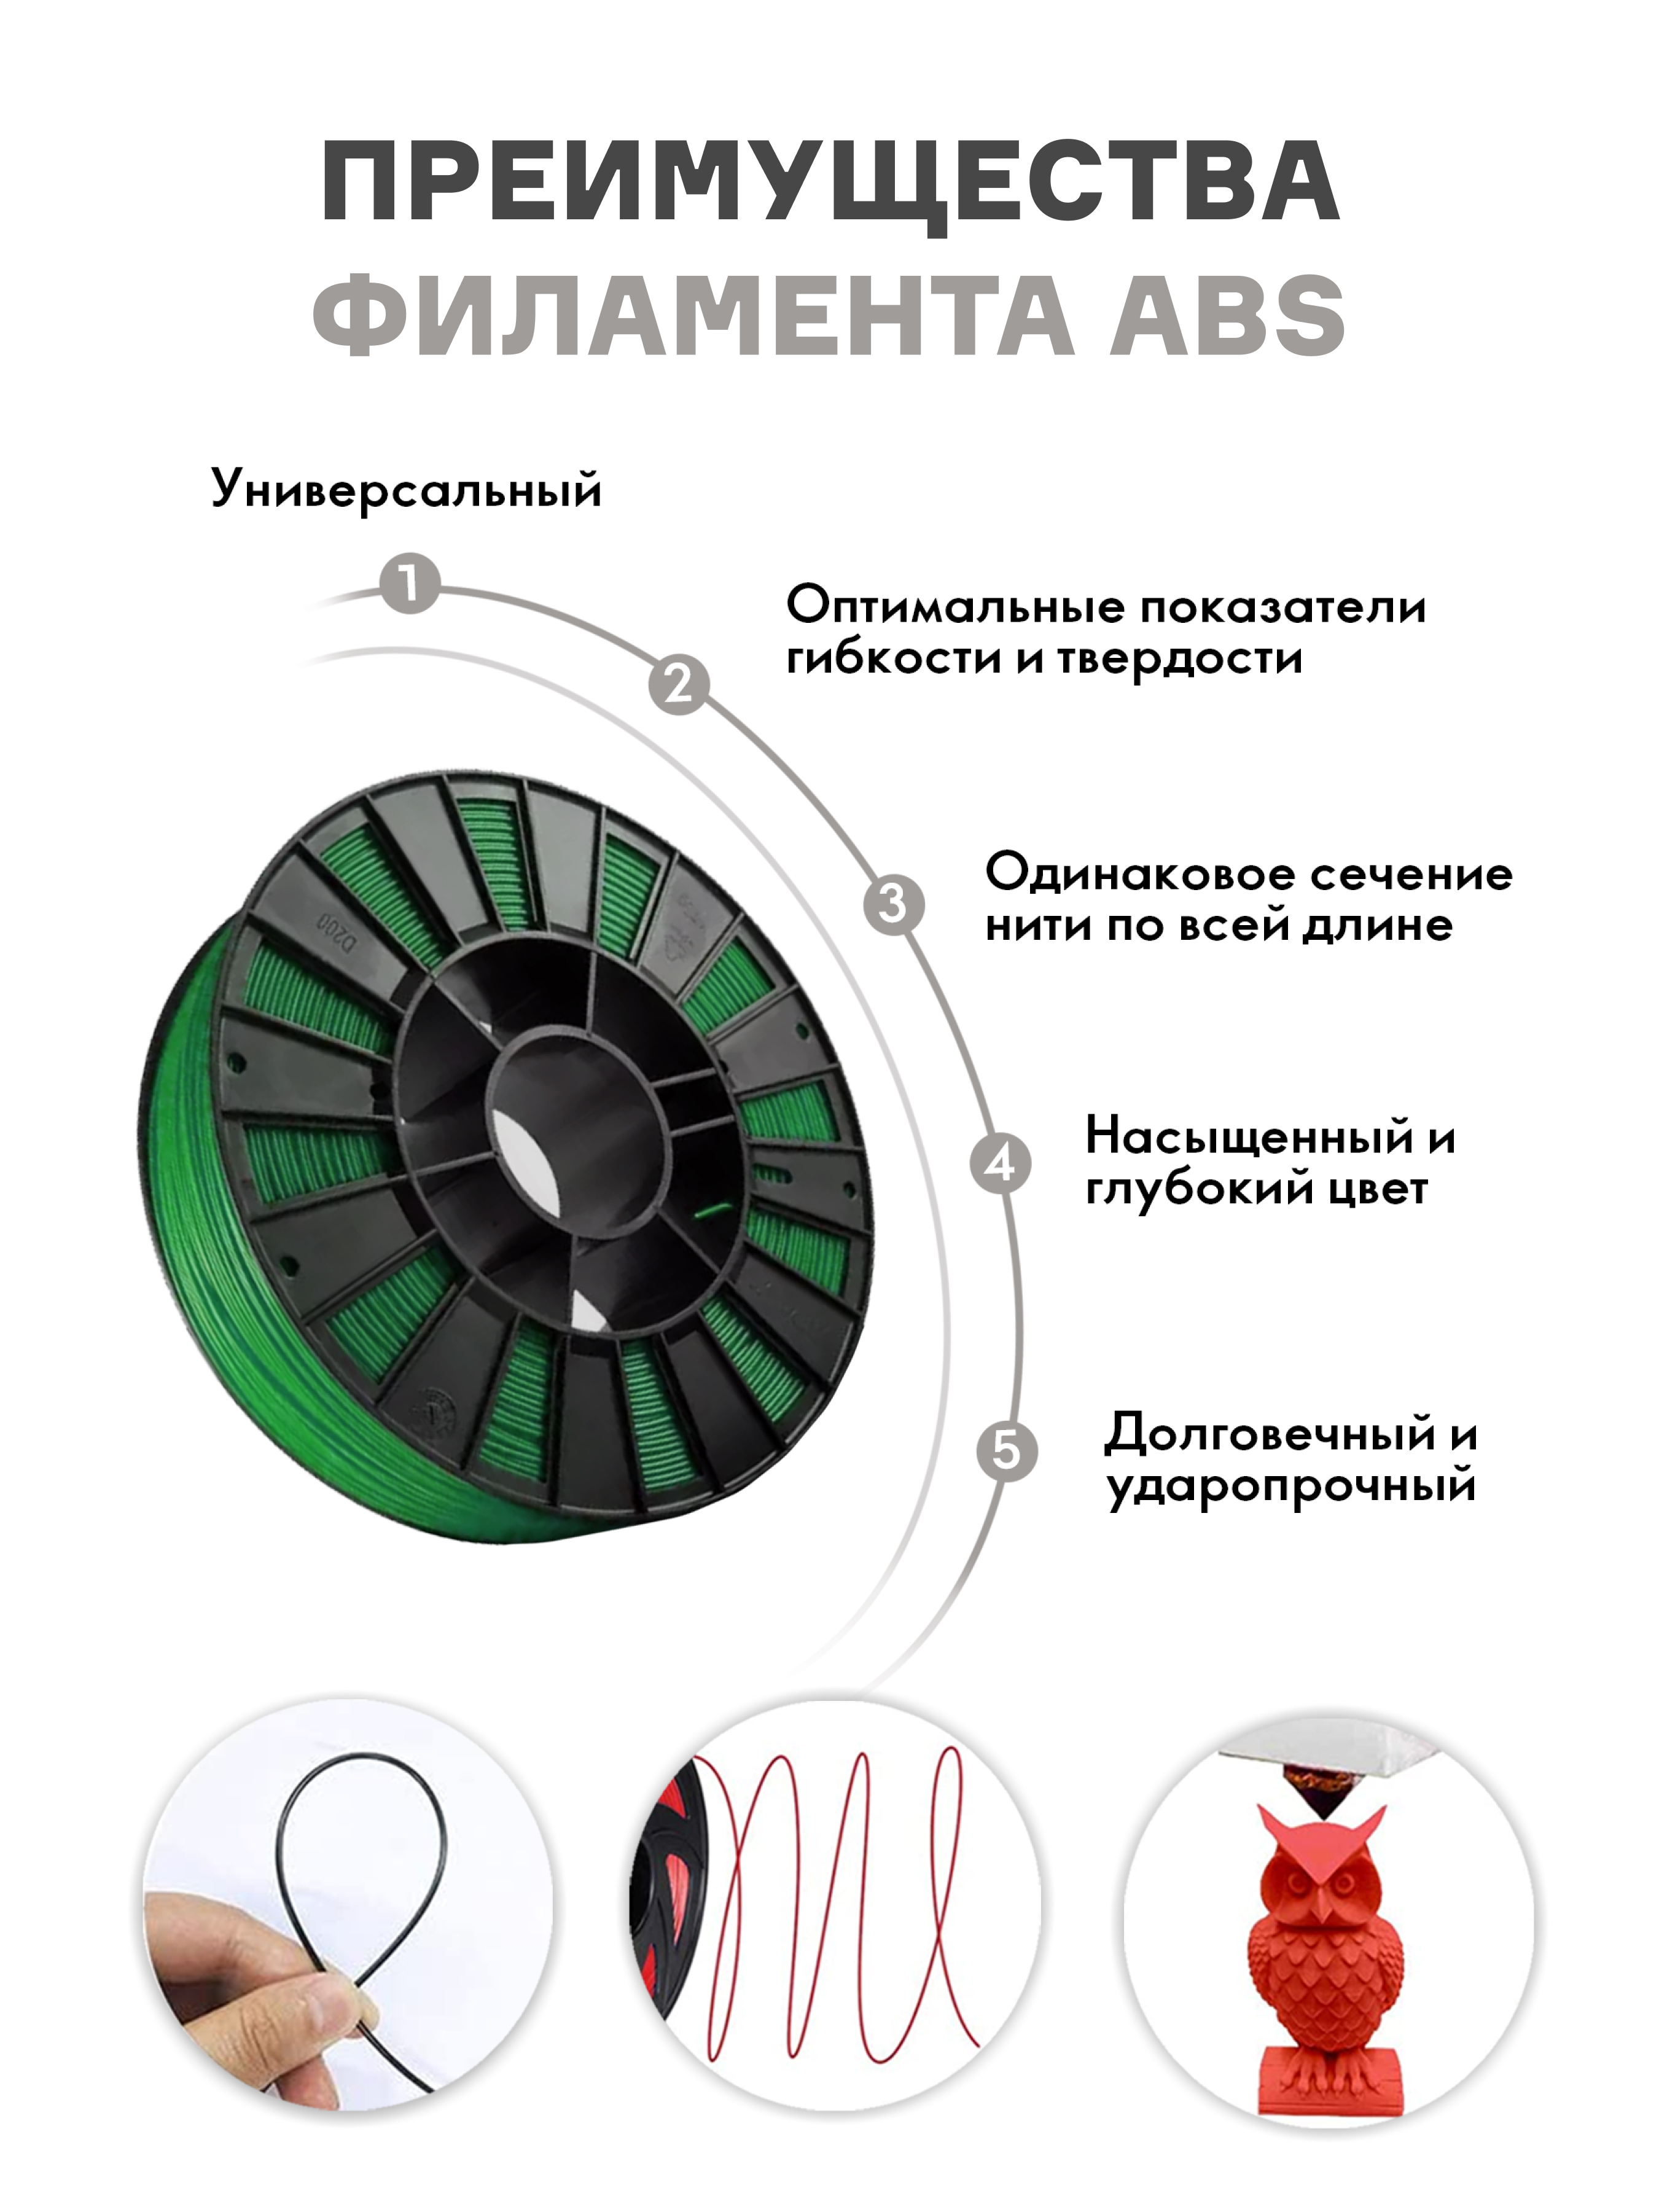 ПРЕИМУЩЕСТВА
ФИЛАМЕНТА ABS
Универсальный
1
Оптимальные показатели
гибкости и твердости
2
Одинаковое сечение
нити по всей длине
3
Насыщенный и
глубокий цвет
4
Долговечный и
ударопрочный
5
D200